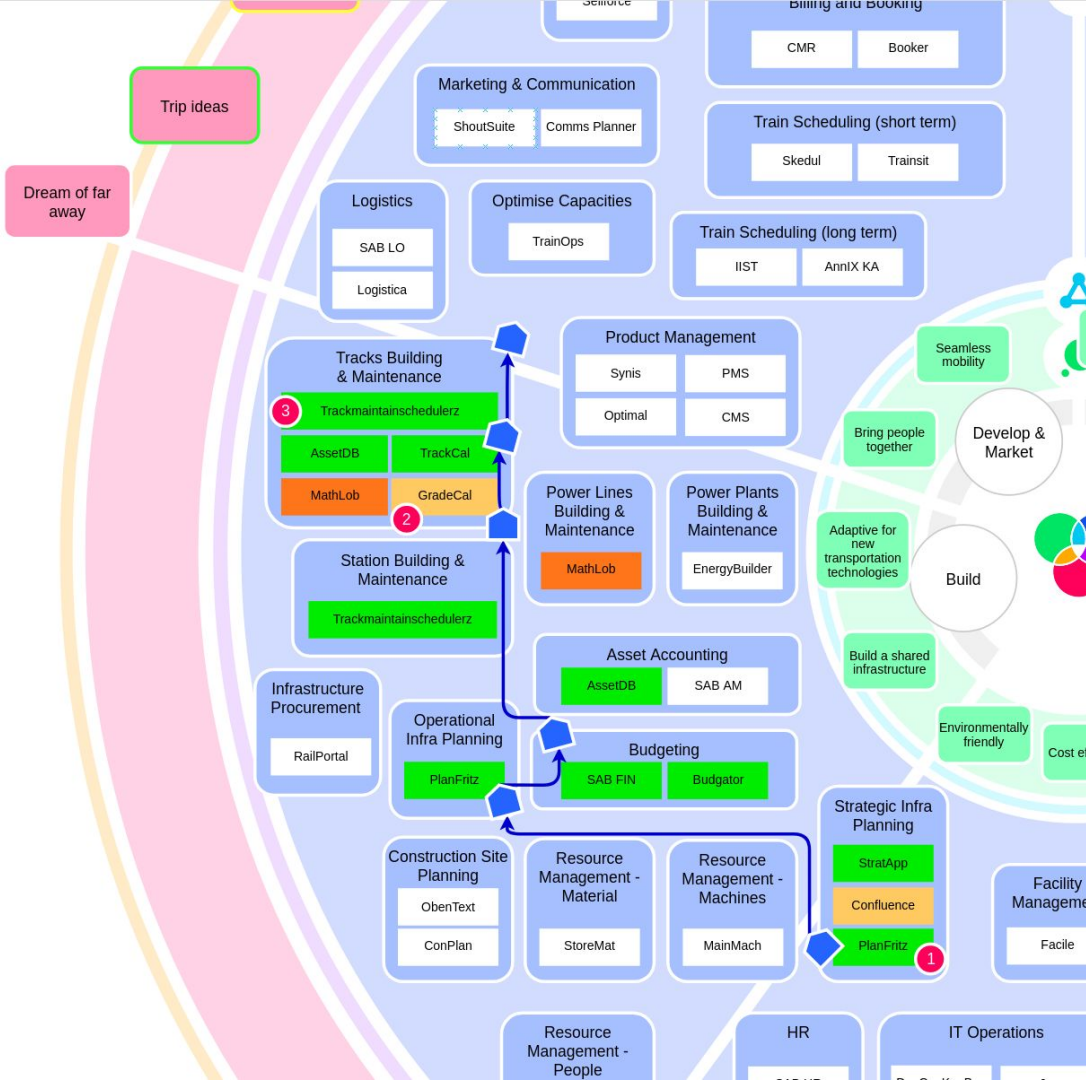 Sellforce
Billing and Booking
CMR
Booker
Trip ideas
Marketing & Communication
ShoutSuite
Comms Planner
Train Scheduling (short term)
Skedul
Trainsit
Dream of far
away
Logistics
SAB LO
Logistica
Optimise Capacities
TrainOps
Train Scheduling (long term)
IIST
AnnIX KA
Tracks Building
& Maintenance
3
Trackmaintainschedulerz
AssetDB
TrackCal
MathLob
GradeCal
2
Product Management
Synis
PMS
Optimal
CMS
Seamless
mobility
Bring people
together
Develop &
Market
Power Lines
Building &
Maintenance
MathLob
Power Plants
Building &
Maintenance
EnergyBuilder
Adaptive for
new
transportation
technologies
Build
Station Building &
Maintenance
Trackmaintainschedulerz
Asset Accounting
AssetDB
SAB AM
Build a shared
infrastructure
Infrastructure
Procurement
RailPortal
Operational
Infra Planning
PlanFritz
Budgeting
SAB FIN
Budgator
Environmentally
friendly
Cost ef
Strategic Infra
Planning
StratApp
Confluence
PlanFritz
1
Construction Site
Planning
ObenText
ConPlan
Resource
Management -
Material
StoreMat
Resource
Management -
Machines
MainMach
Facility
Manageme
Facile
Resource
Management -
People
HR
IT Operations